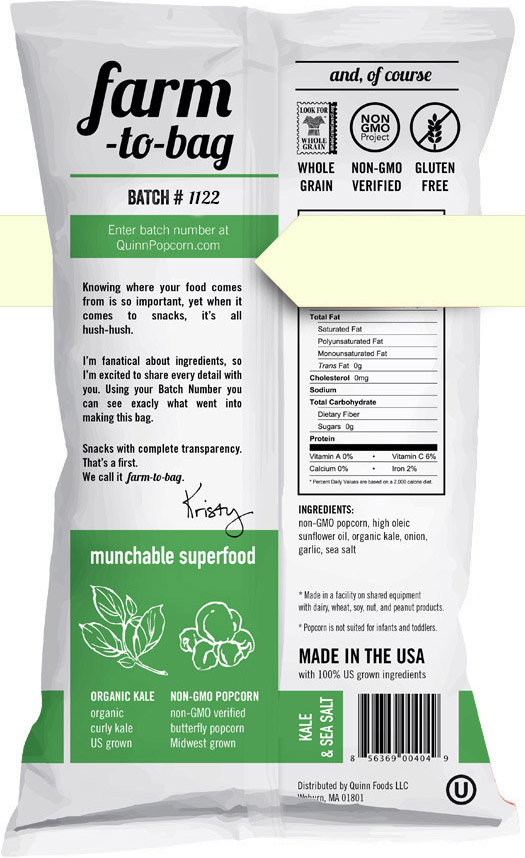 farm
-to-bag
BATCH # 1122
Enter batch number at
QuinnPopcorn.com
Knowing where your food comes
from is so important, yet when it
comes to snacks, it's all
hush-hush.
I'm fanatical about ingredients, so
I'm excited to share every detail with
you. Using your Batch Number you
can see exacly what went into
making this bag.
Snacks with complete transparency.
That's a first.
We call it farm-to-bag.
Kristy
munchable superfood
ORGANIC KALE
organic
curly kale
US grown
NON-GMO POPCORN
non-GMO verified
butterfly popcorn
Midwest grown
and, of course
LOOK FOR
WHOLE
GRAIN
NON
GMO
Project
WHOLE
GRAIN
NON-GMO
VERIFIED
GLUTEN
FREE
Total Fat
Saturated Fat
Polyunsaturated Fat
Monounsaturated Fat
Trans Fat 0g
Cholesterol 0mg
Sodium
Total Carbohydrate
Dietary Fiber
Sugars 0g
Protein
Vitamin A 0% • Vitamin C 6%
Calcium 0% • Iron 2%
* Percent Daily Values are based on a 2,000 calorie diet.
INGREDIENTS:
non-GMO popcorn, high oleic
sunflower oil, organic kale, onion,
garlic, sea salt
* Made in a facility on shared equipment
with dairy, wheat, soy, nut, and peanut products.
* Popcorn is not suitable for infants and toddlers.
MADE IN THE USA
with 100% US grown ingredients
KALE
& SEA SALT
8 56369 00404 9
Distributed by Quinn Foods LLC
Woburn, MA 01801
U